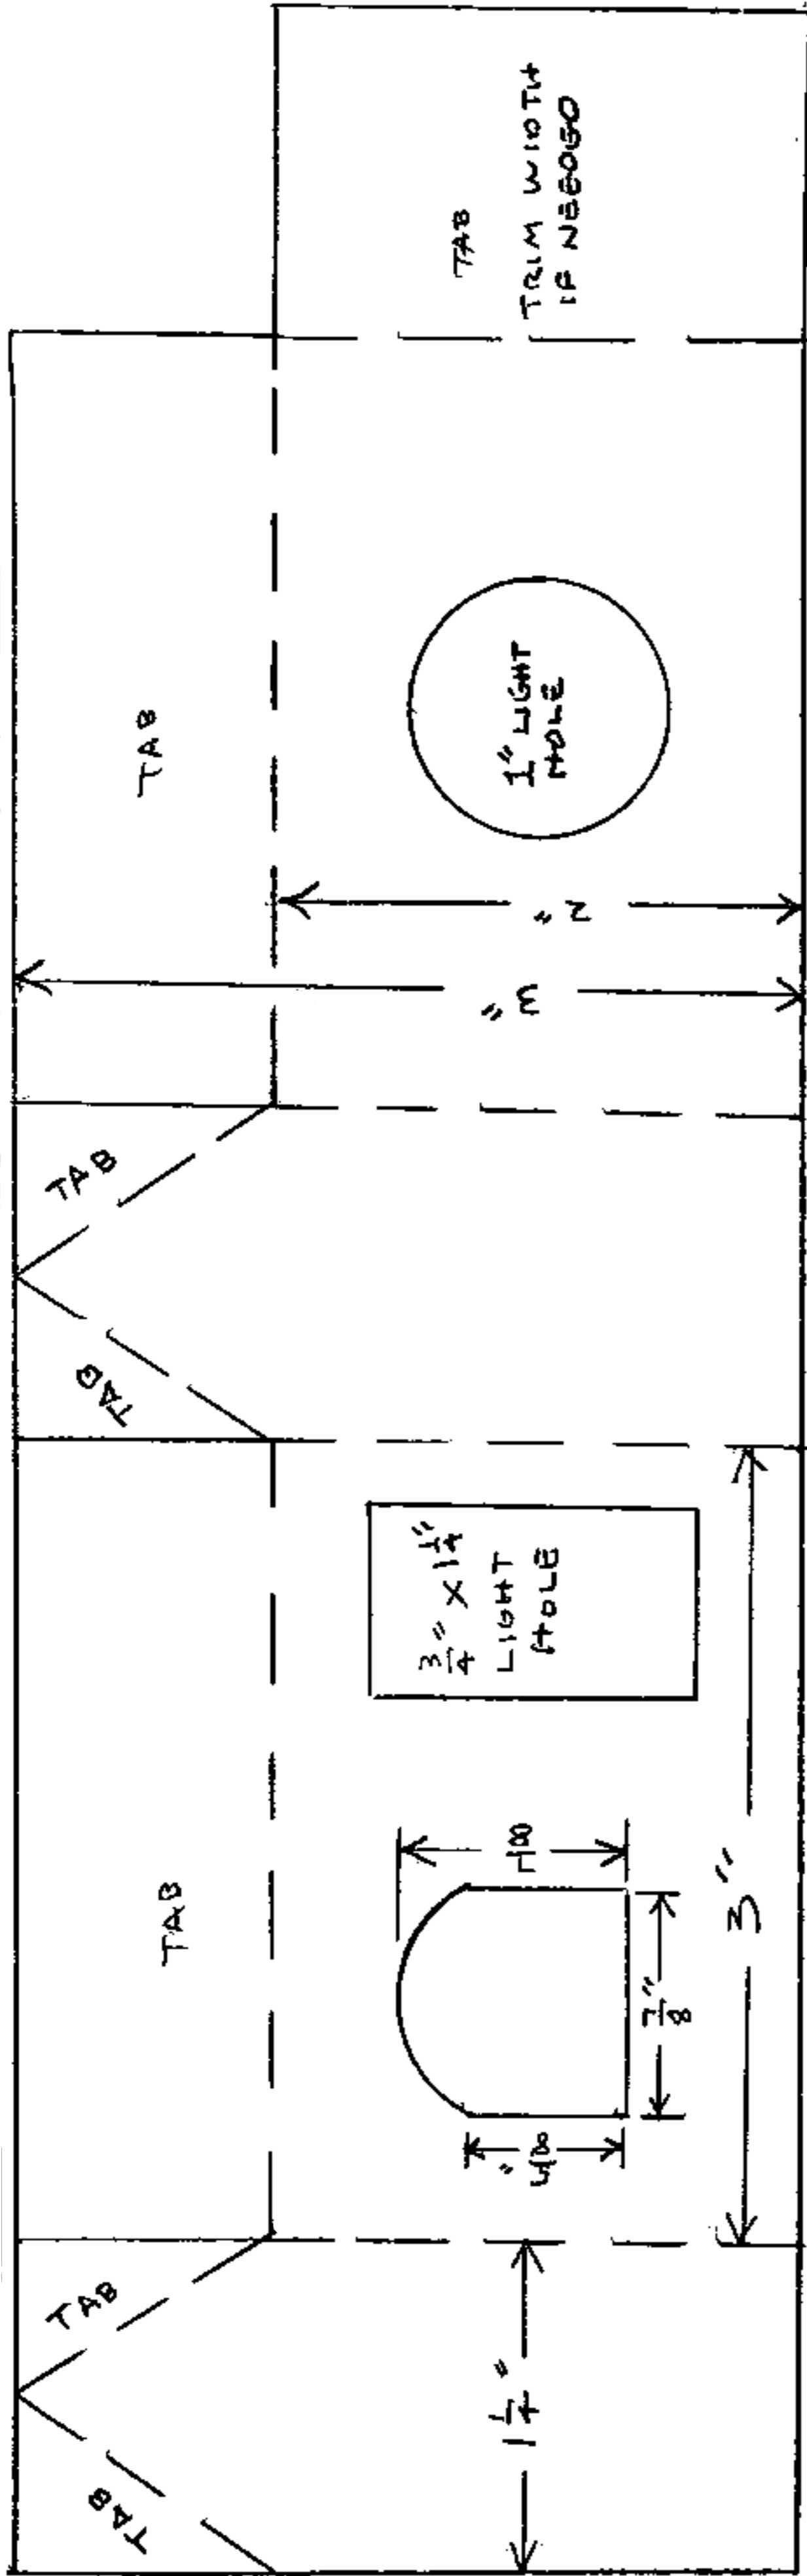 TAB
TRIM WIDTH
IF NEEDED
TAB
1" LIGHT
HOLE
2"
3"
TAB
TAB
3/4" X 1 1/4"
LIGHT
HOLE
TAB
7/8
7/8"
5/8"
3"
TAB
TAB
1 1/4"